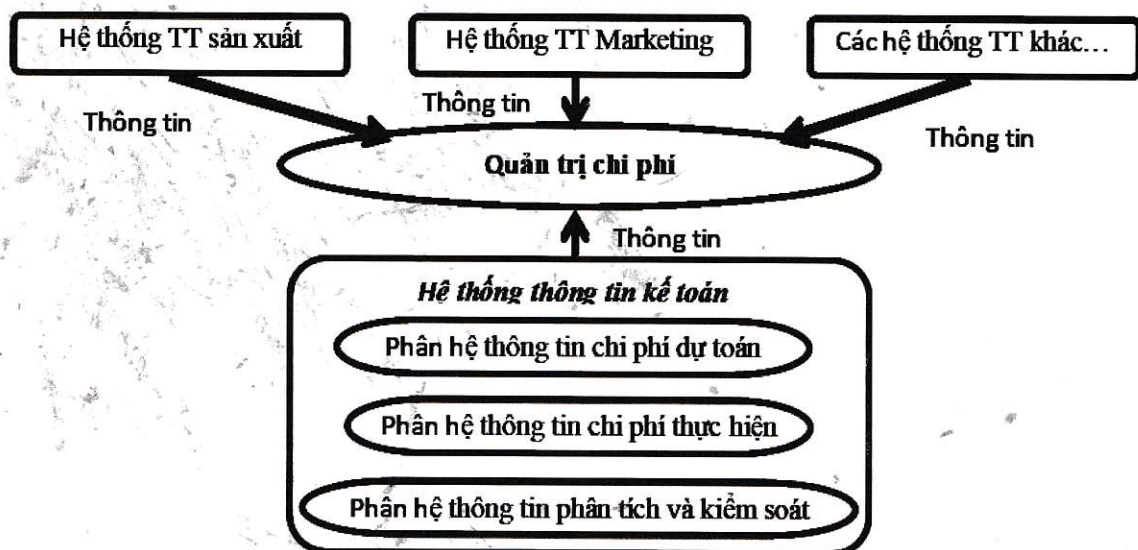 Hệ thống TT sản xuất
Hệ thống TT Marketing
Các hệ thống TT khác...
Thông tin
Thông tin
Thông tin
Quản trị chi phí
Thông tin
Hệ thống thông tin kế toán
Phân hệ thông tin chi phí dự toán
Phân hệ thông tin chi phí thực hiện
Phân hệ thông tin phân tích và kiểm soát